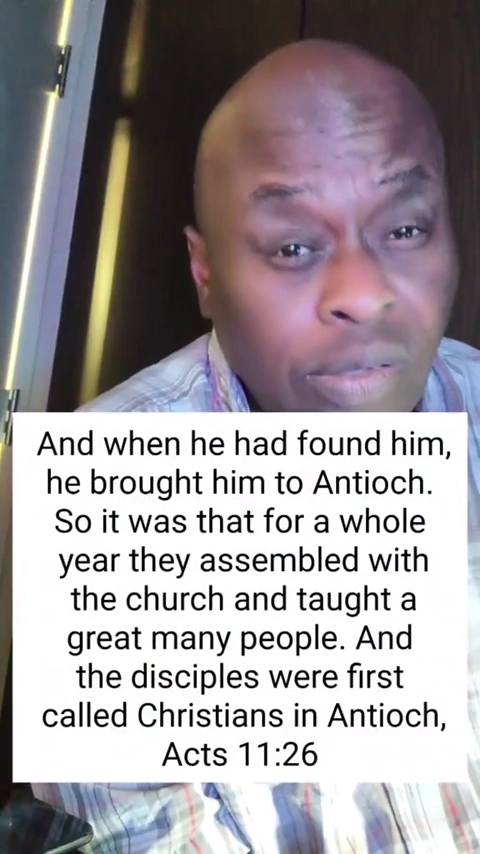 And when he had found him,
he brought him to Antioch.
So it was that for a whole
year they assembled with
the church and taught a
great many people. And
the disciples were first
called Christians in Antioch,
Acts 11:26